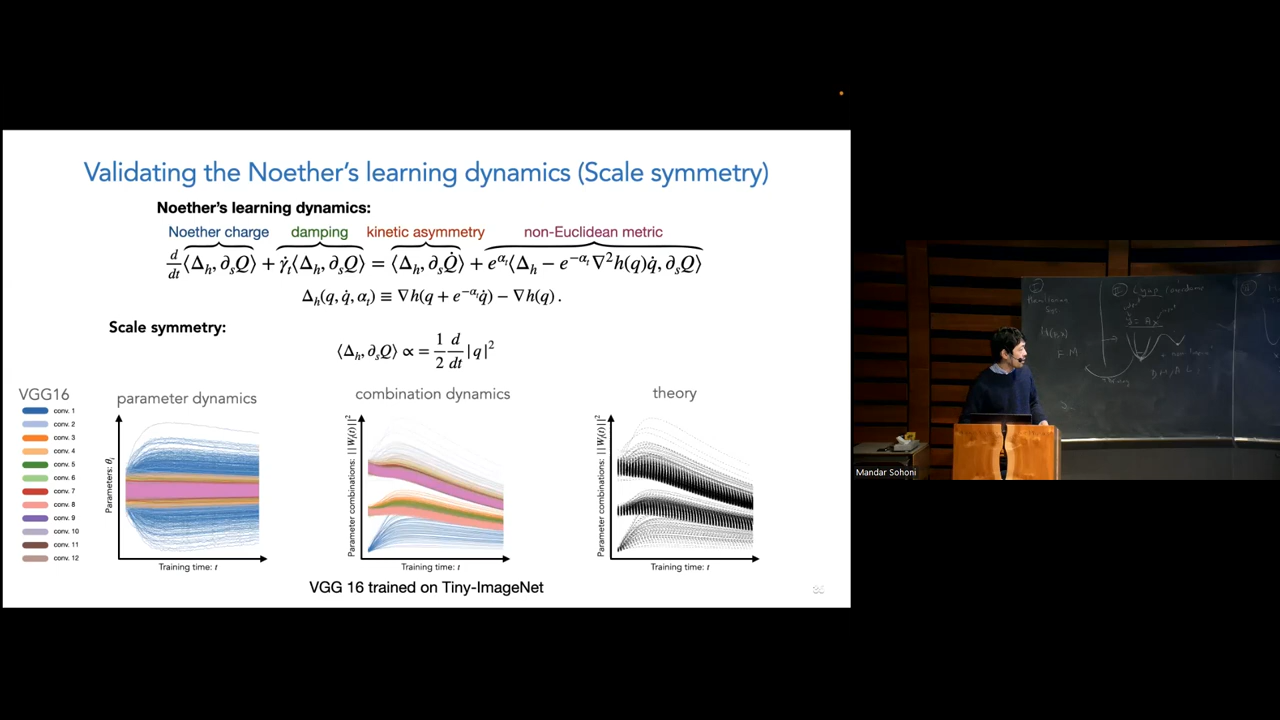 Validating the Noether's learning dynamics (Scale symmetry)
Noether's learning dynamics:
Noether charge damping kinetic asymmetry non-Euclidean metric
d/dt⟨Δ_h, ∂_sQ⟩ + γ̇_t⟨Δ_h, ∂_sQ⟩ = ⟨Δ_h, ∂_sQ̇⟩ + e^{α_t}⟨Δ_h − e^{−α_t}∇²h(q)q̇, ∂_sQ⟩
Δ_h(q, q̇, α_t) ≡ ∇h(q + e^{−α_t}q̇) − ∇h(q) .
Scale symmetry:
⟨Δ_h, ∂_sQ⟩ ∝ = 1/2 d/dt |q|²
VGG16
conv. 1
conv. 2
conv. 3
conv. 4
conv. 5
conv. 6
conv. 7
conv. 8
conv. 9
conv. 10
conv. 11
conv. 12
parameter dynamics
Parameters: θ_i
Training time: t
combination dynamics
Parameter combinations: ||W_l(t)||²
Training time: t
theory
Parameter combinations: ||W_l(t)||²
Training time: t
VGG 16 trained on Tiny-ImageNet
Mandar Sohoni